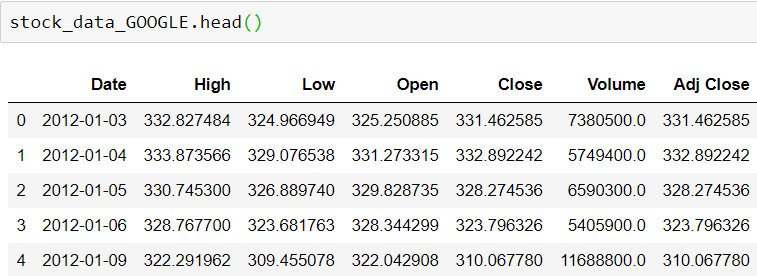 stock_data_GOOGLE.head()
Date High Low Open Close Volume Adj Close
0 2012-01-03 332.827484 324.966949 325.250885 331.462585 7380500.0 331.462585
1 2012-01-04 333.873566 329.076538 331.273315 332.892242 5749400.0 332.892242
2 2012-01-05 330.745300 326.889740 329.828735 328.274536 6590300.0 328.274536
3 2012-01-06 328.767700 323.681763 328.344299 323.796326 5405900.0 323.796326
4 2012-01-09 322.291962 309.455078 322.042908 310.067780 11688800.0 310.067780